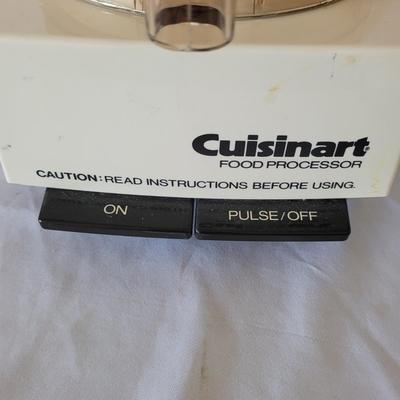 Cuisinart
FOOD PROCESSOR
CAUTION: READ INSTRUCTIONS BEFORE USING.
ON
PULSE/OFF